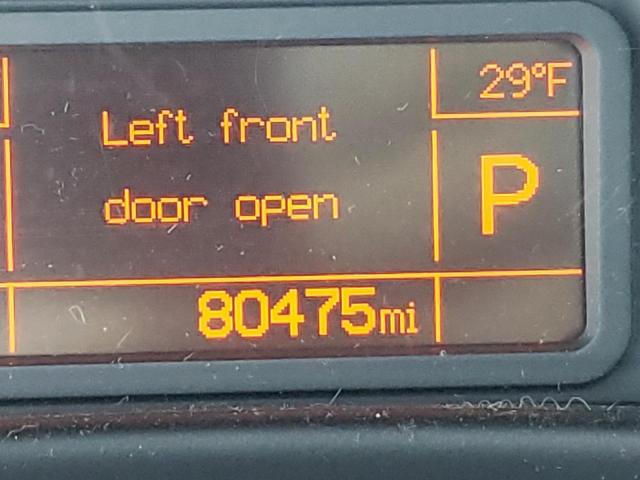 29°F
Left front
door open
P
80475mi